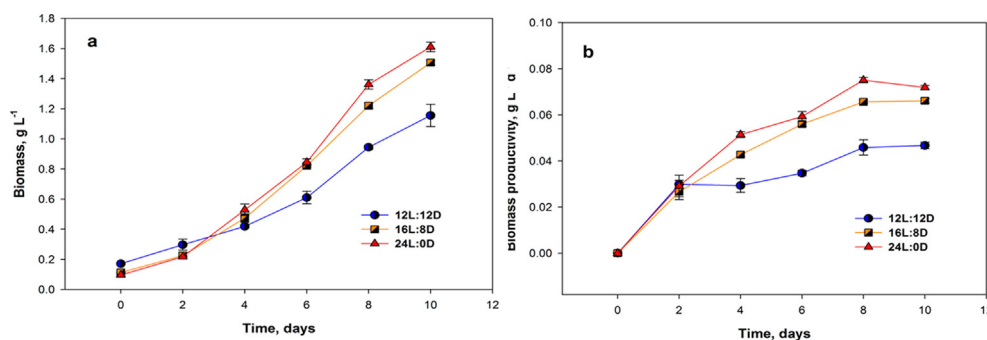 a
1.8
1.6
1.4
1.2
1.0
0.8
0.6
0.4
0.2
0.0
Biomass, g L-1
12L:12D
16L:8D
24L:0D
0 2 4 6 8 10 12
Time, days
b
0.10
0.08
0.06
0.04
0.02
0.00
Biomass productivity, g L
12L:12D
16L:8D
24L:0D
0 2 4 6 8 10 12
Time, days